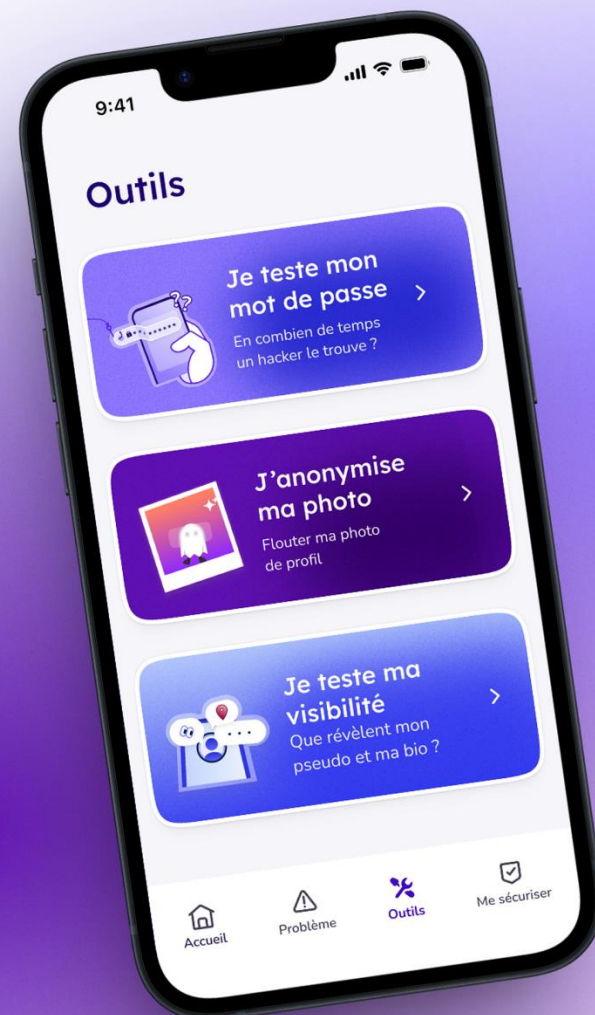 9:41
Outils
Je teste mon
mot de passe
En combien de temps
un hacker le trouve ?
??
J’anonymise
ma photo
Flouter ma photo
de profil
Je teste ma
visibilité
Que révèlent mon
pseudo et ma bio ?
Accueil
Problème
Outils
Me sécuriser